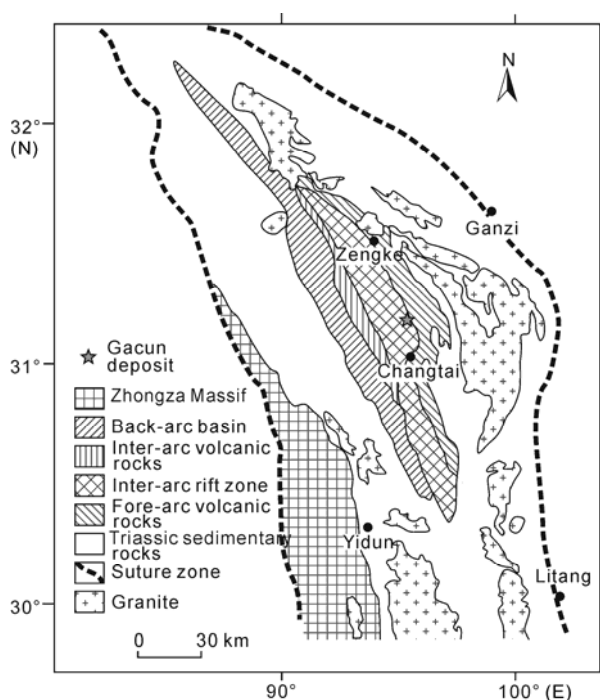 N
32°
(N)
Ganzi
Zengke
31°
Changtai
Gacun
deposit
Zhongza Massif
Back-arc basin
Inter-arc volcanic
rocks
Inter-arc rift zone
Fore-arc volcanic
rocks
Triassic sedimentary
rocks
Suture zone
Granite
Yidun
Litang
30°
0 30 km
90° 100° (E)